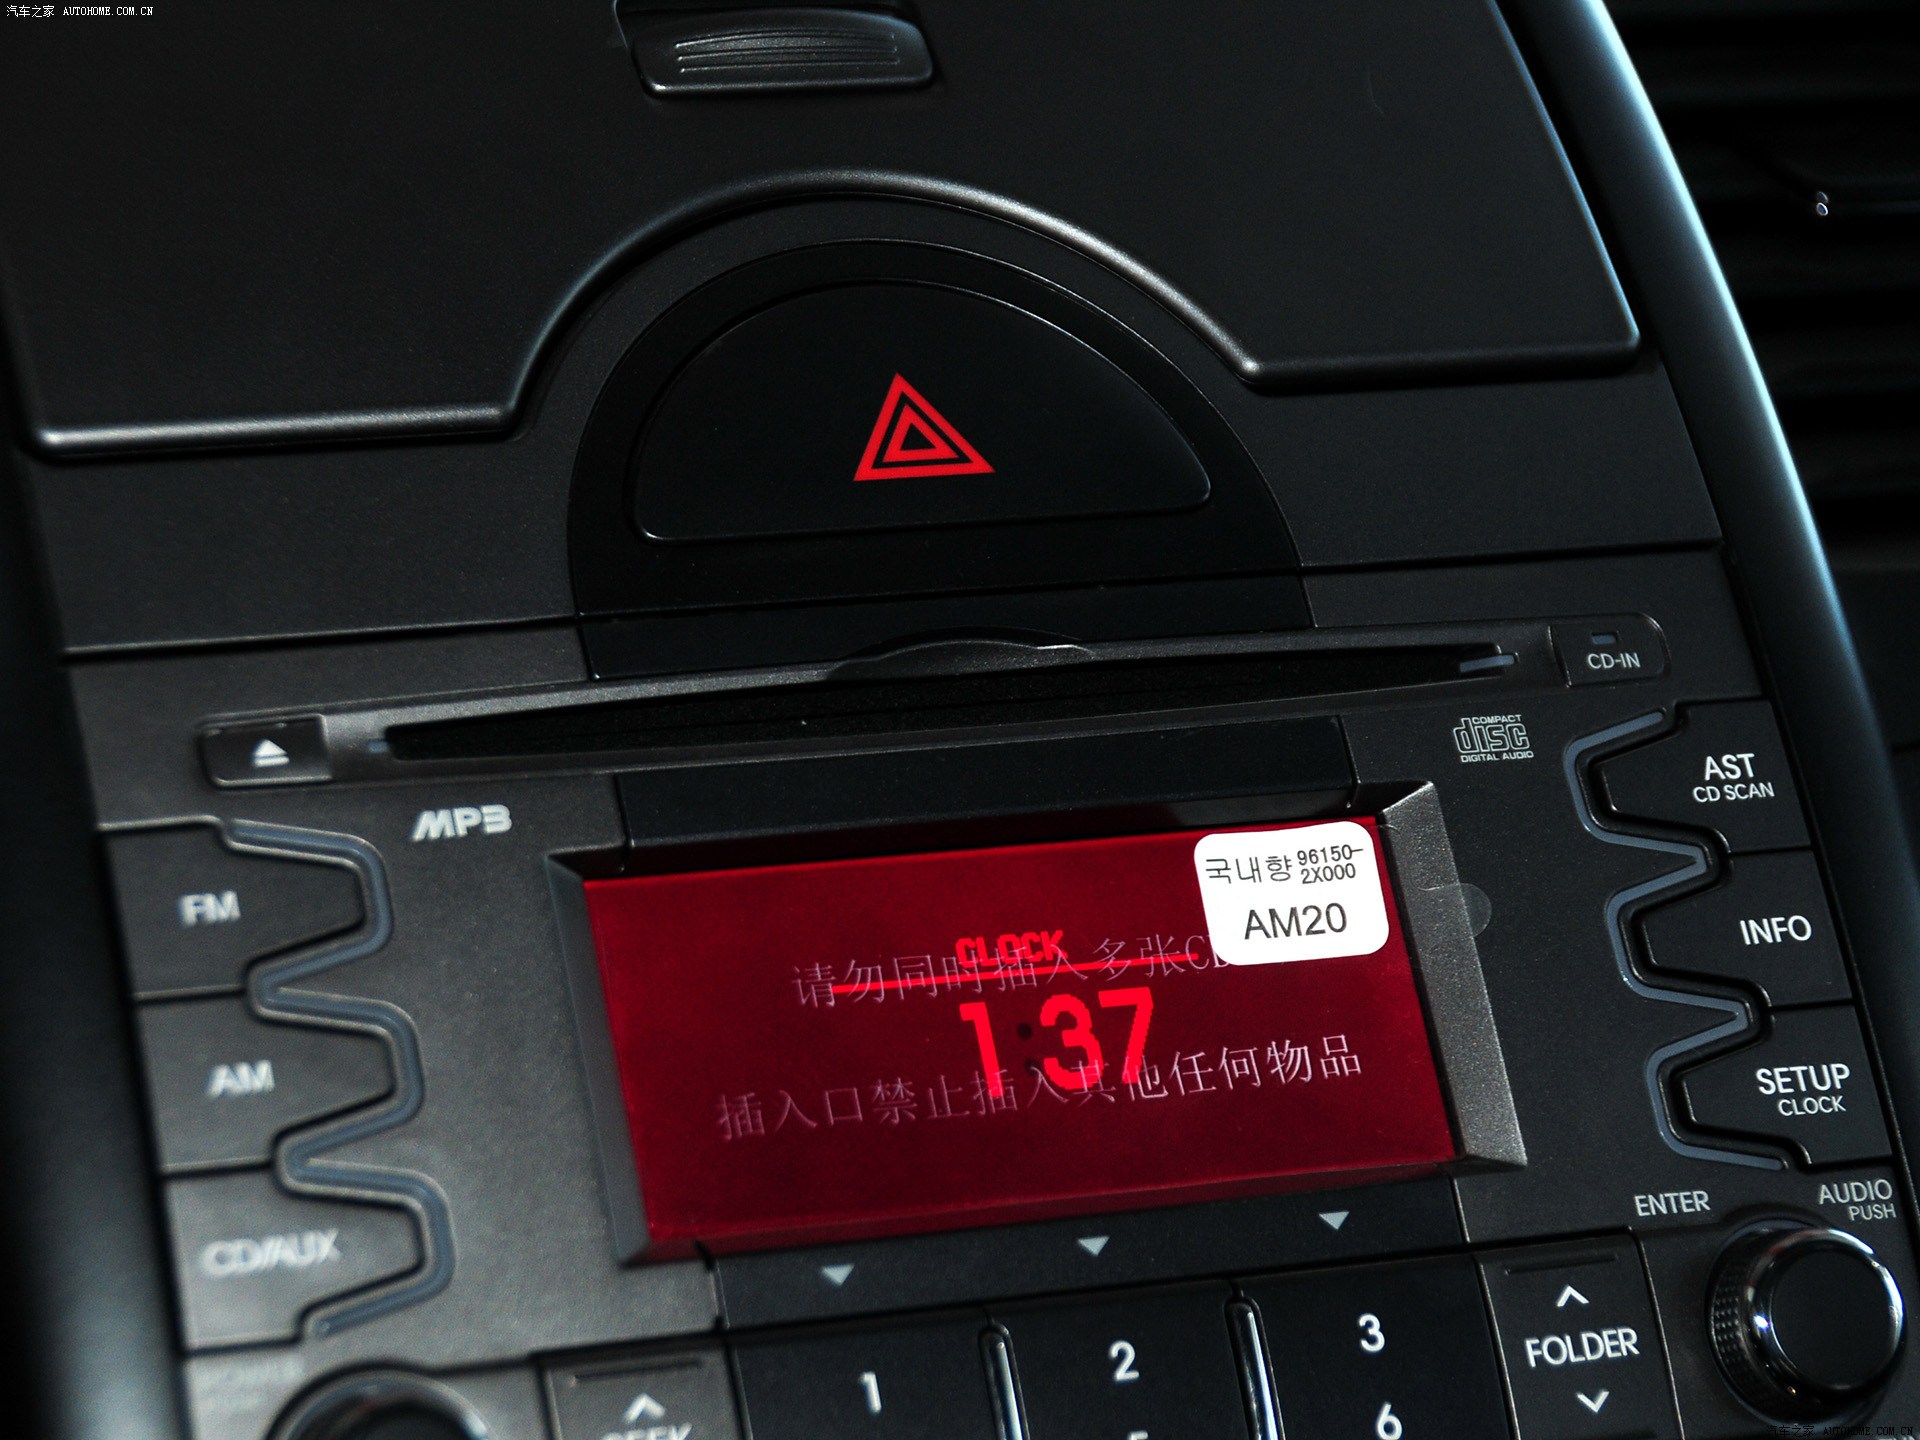 汽车之家 AUTOHOME.COM.CN
CD-IN
COMPACT
disc
DIGITAL AUDIO
AST
CD SCAN
MP3
국내향 96150-
2X000
AM20
FM
INFO
CLOCK
请勿同时插入多张CD
1:37
插入口禁止插入其他任何物品
AM
SETUP
CLOCK
CD/AUX
ENTER
AUDIO
PUSH
1
2
3
FOLDER
SEEK
6
汽车之家 AUTOHOME.COM.CN